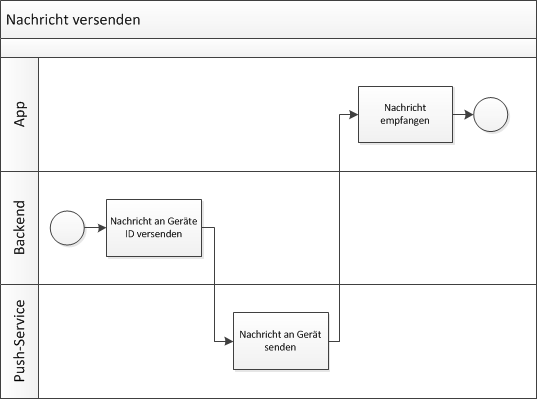 Nachricht versenden
App
Nachricht
empfangen
Backend
Nachricht an Geräte
ID versenden
Push-Service
Nachricht an Gerät
senden